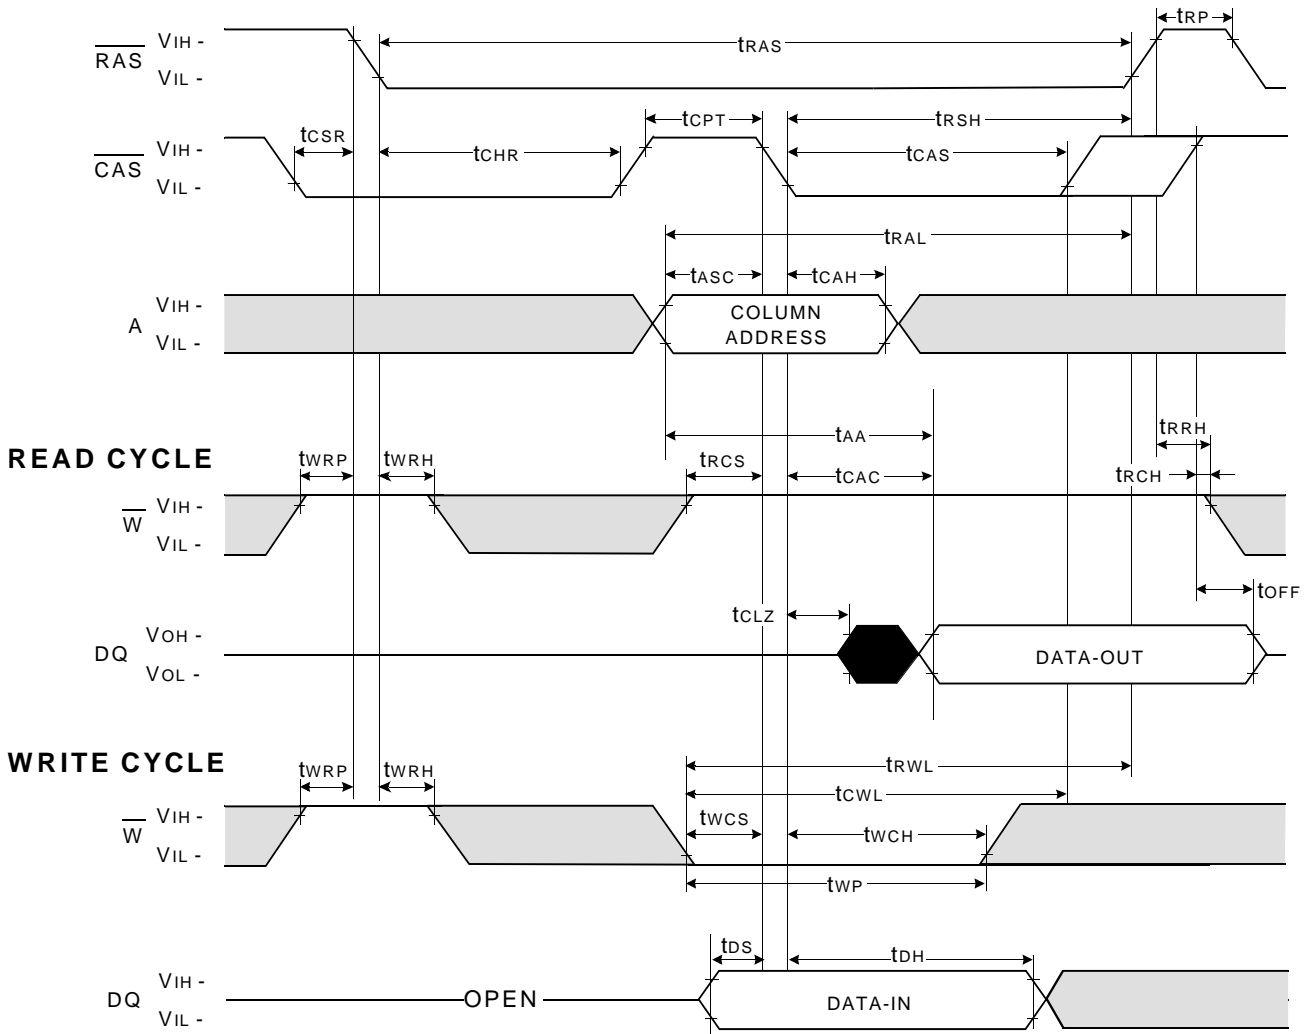 tRP
VIH -
RAS
tRAS
VIL -
tCPT
tRSH
tCSR
VIH -
CAS
tCHR
tCAS
VIL -
tRAL
tASC
tCAH
VIH -
A
COLUMN
ADDRESS
VIL -
tAA
tRRH
READ CYCLE
tWRP
tWRH
tRCS
tCAC
tRCH
VIH -
W
VIL -
tOFF
tCLZ
VOH -
DQ
DATA-OUT
VOL -
WRITE CYCLE
tWRP
tWRH
tRWL
tCWL
VIH -
W
tWCS
tWCH
VIL -
tWP
tDS
tDH
VIH -
DQ
OPEN
DATA-IN
VIL -